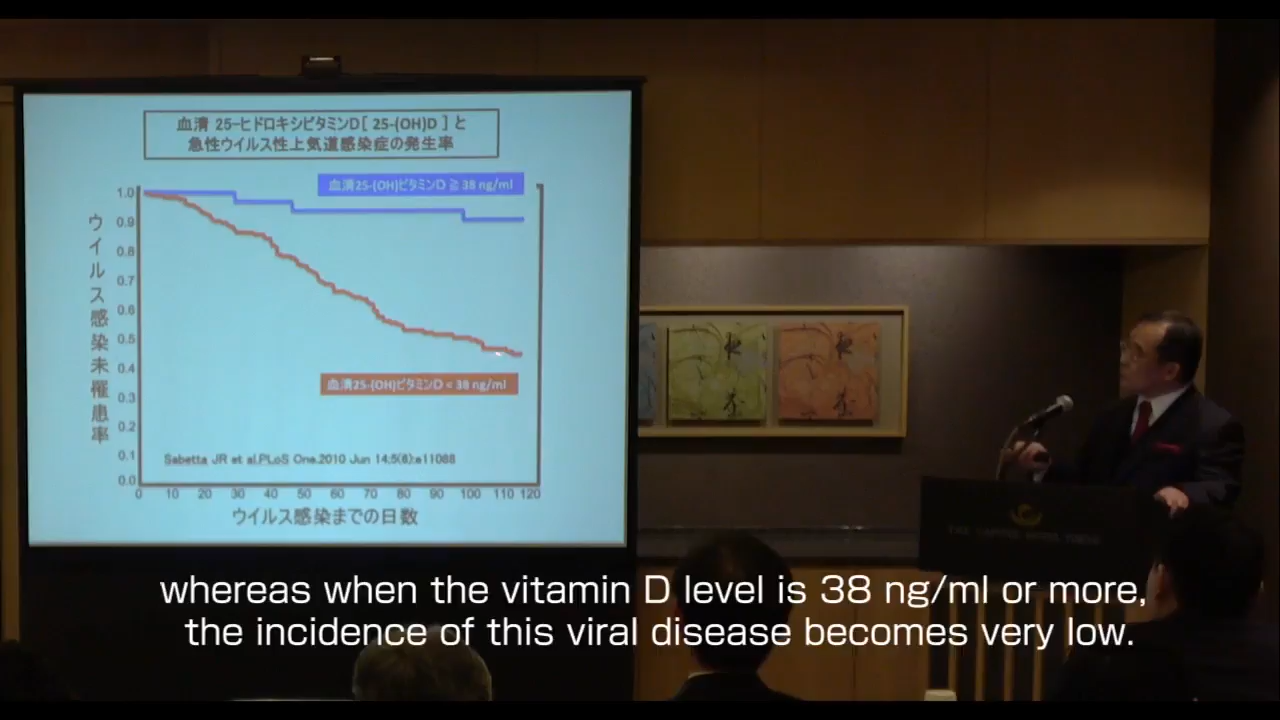 血清 25-ヒドロキシビタミンD[ 25-(OH)D ] と
急性ウイルス性上気道感染症の発生率
血清25-(OH)ビタミンD ≧ 38 ng/ml
1.0
0.9
0.8
0.7
0.6
0.5
0.4
0.3
0.2
0.1
0.0
ウイルス感染未罹患率
血清25-(OH)ビタミンD < 38 ng/ml
Sabetta JR et al.PLoS One.2010 Jun 14;5(6):e11088
0 10 20 30 40 50 60 70 80 90 100 110 120
ウイルス感染までの日数
whereas when the vitamin D level is 38 ng/ml or more,
the incidence of this viral disease becomes very low.